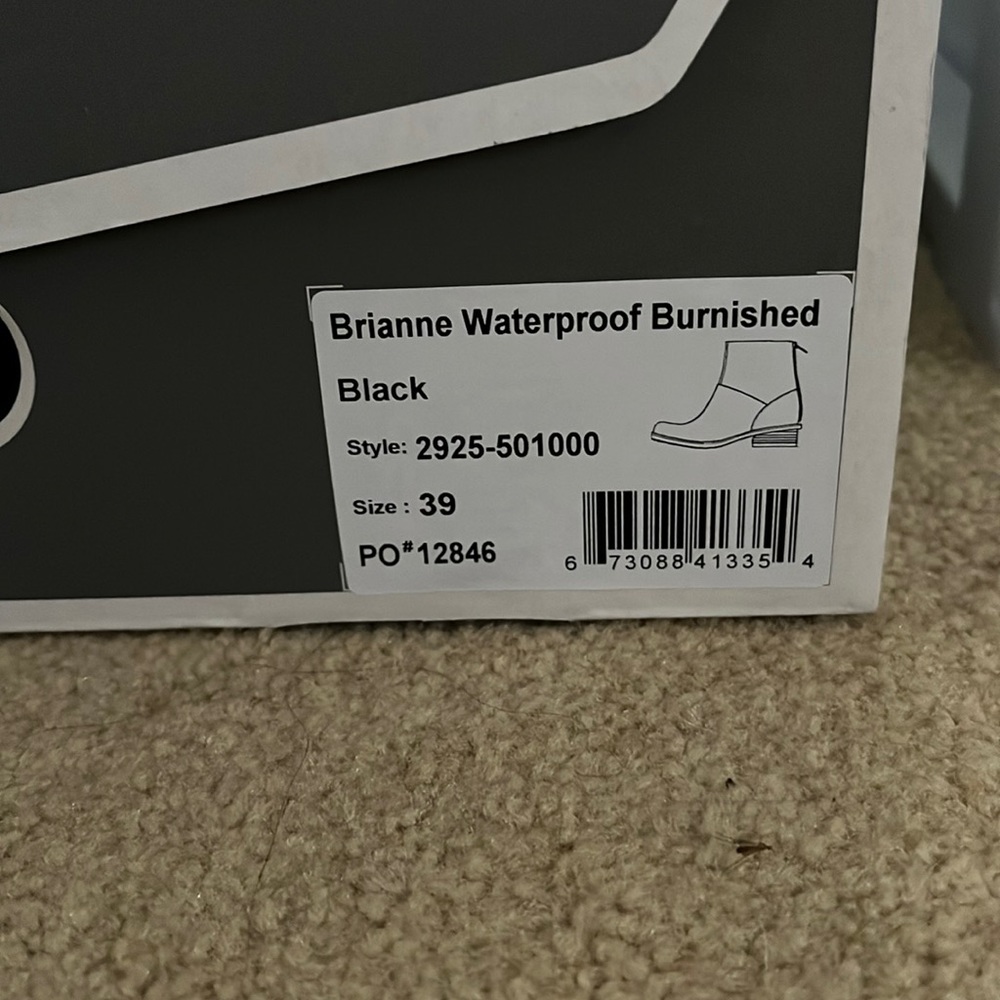 Brianne Waterproof Burnished
Black
Style: 2925-501000
Size : 39
PO#12846
6 73088 41335 4